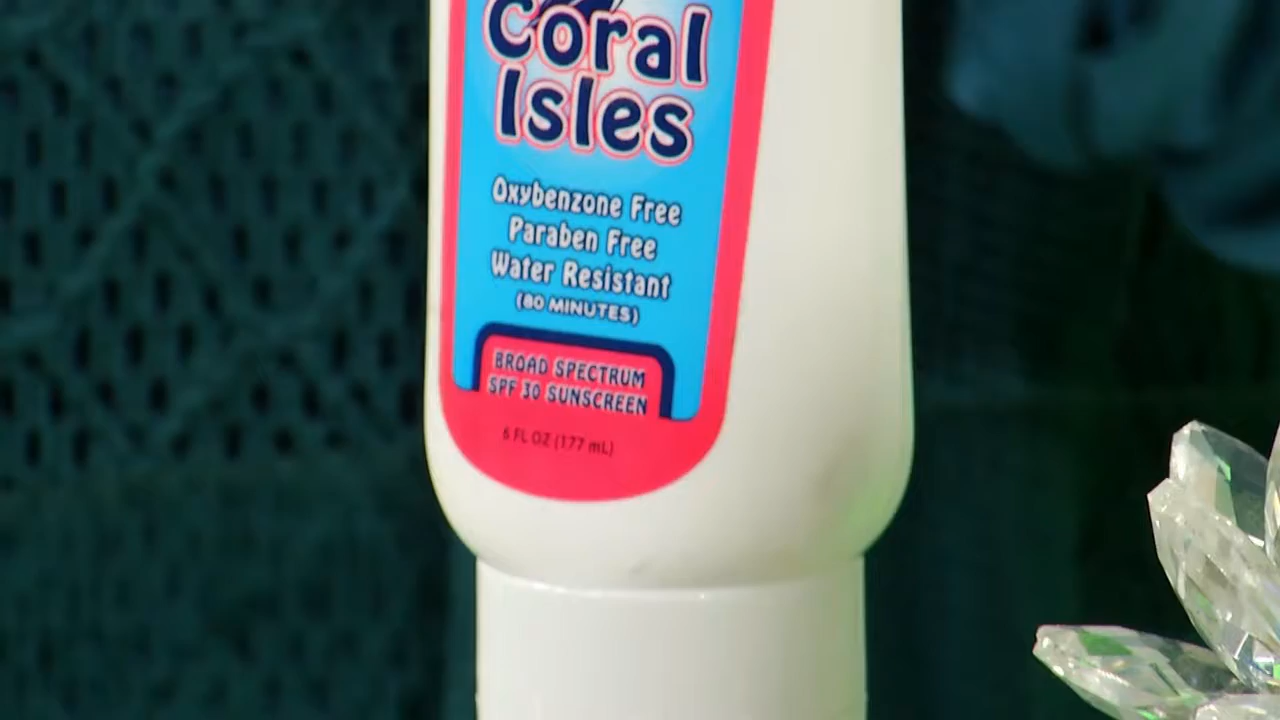 Coral
Isles
Oxybenzone Free
Paraben Free
Water Resistant
(80 MINUTES)
BROAD SPECTRUM
SPF 30 SUNSCREEN
6 FL OZ (177 mL)